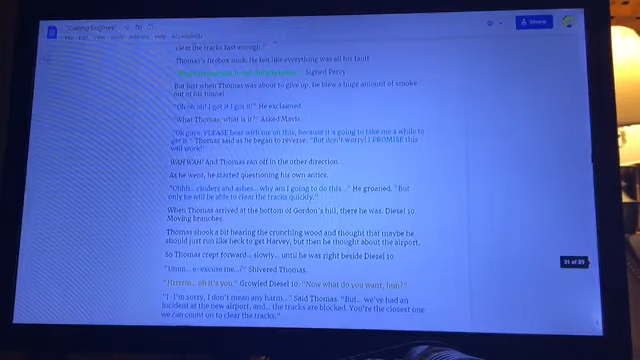 "Calling Engines"
File Edit View Tools Help Accessibility
Share
clear the tracks fast enough."
Thomas's firebox sunk. He felt like everything was all his fault
Sighed Percy.
But just when Thomas was about to give up, he blew a huge amount of smoke
out of his funnel
"Oh oh oh! I got it I got it!" He exclaimed
"What Thomas, what is it?" Asked Mavis.
"Ok guys, PLEASE bear with me on this, because it's going to take me a while to
get it." Thomas said as he began to reverse. "But don't worry! I PROMISE this
will work!"
WAH WAH! And Thomas ran off in the other direction.
As he went, he started questioning his own antics.
"Ohhh... cinders and ashes... why am I going to do this..." He groaned. "But
only he will be able to clear the tracks quickly."
When Thomas arrived at the bottom of Gordon's hill, there he was. Diesel 10.
Moving branches.
Thomas shook a bit hearing the crunching wood and thought that maybe he
should just run like heck to get Harvey, but then he thought about the airport.
So Thomas crept forward... slowly... until he was right beside Diesel 10.
"Umm... e- excuse me...?" Shivered Thomas.
"Hrrrrm... oh it's you." Growled Diesel 10. "Now what do you want, huh?"
"I- I'm sorry, I don't mean any harm..." Said Thomas. "But... we've had an
incident at the new airport, and... the tracks are blocked. You're the closest one
we can count on to clear the tracks."